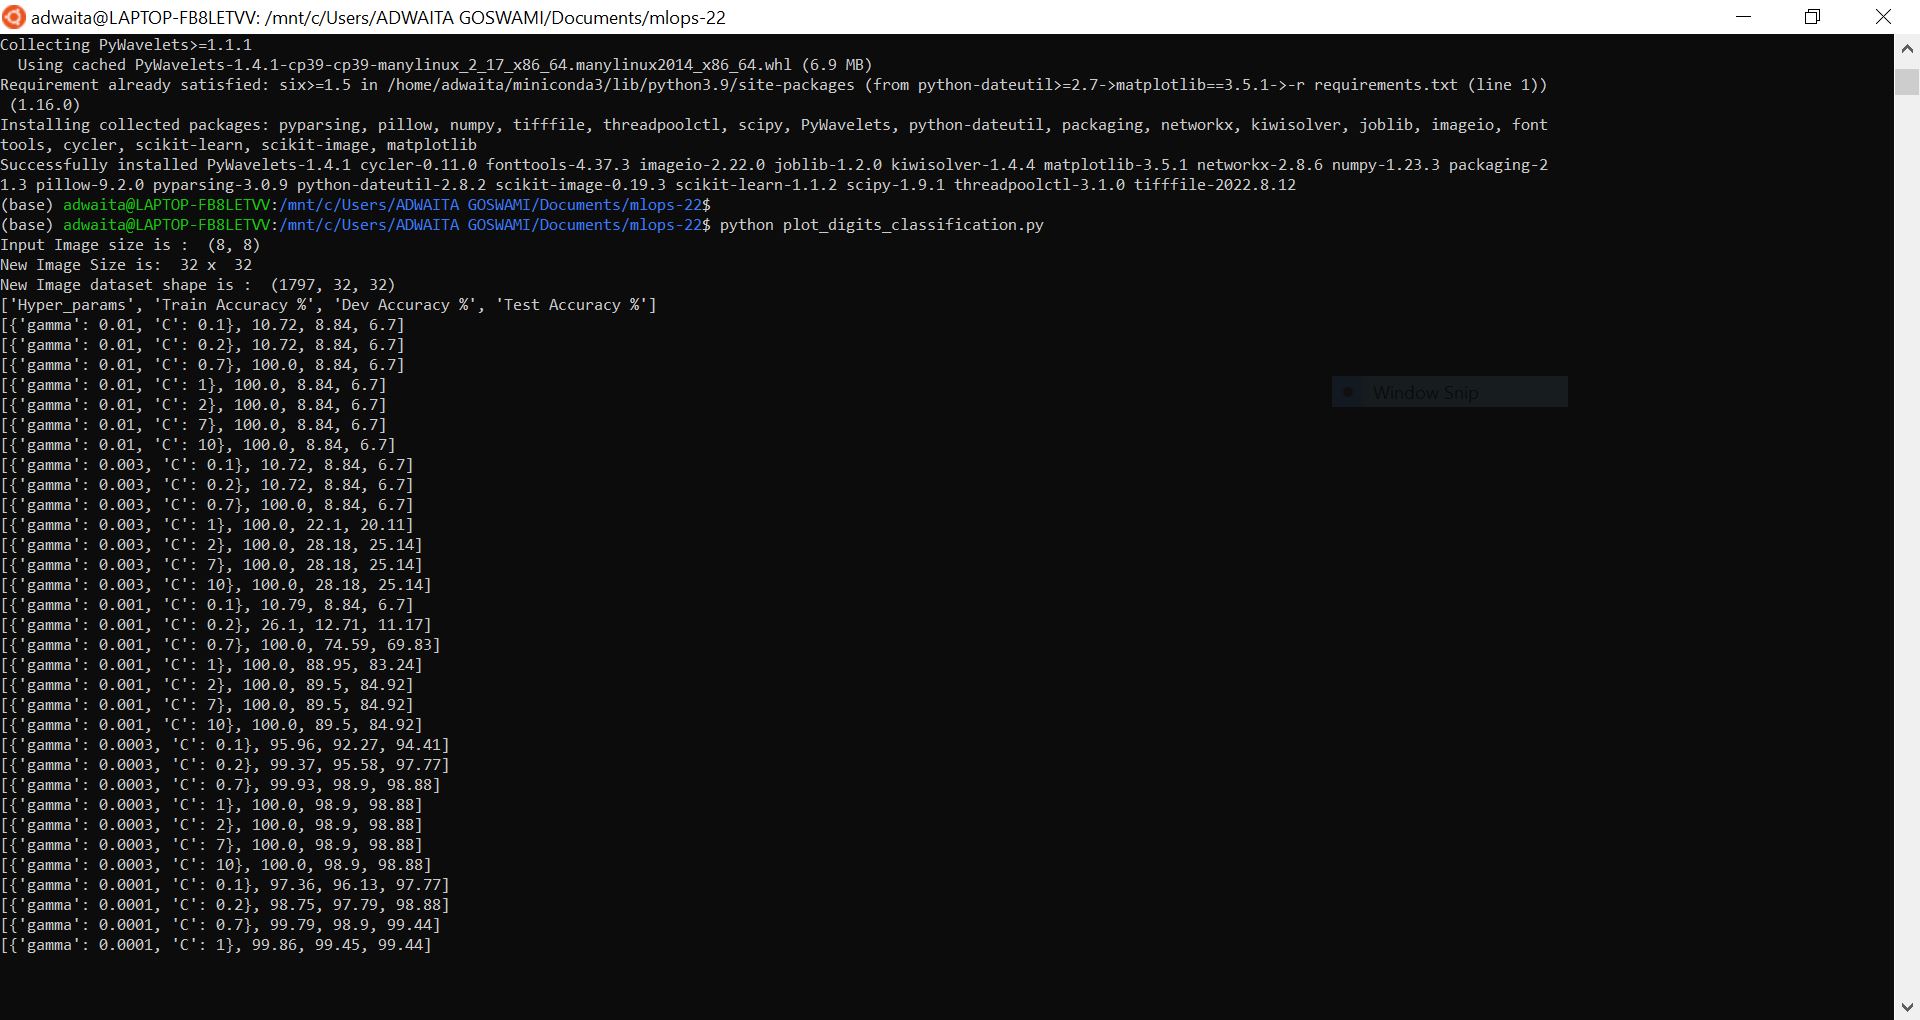 adwaita@LAPTOP-FB8LETVV: /mnt/c/Users/ADWAITA GOSWAMI/Documents/mlops-22
Collecting PyWavelets>=1.1.1
  Using cached PyWavelets-1.4.1-cp39-cp39-manylinux_2_17_x86_64.manylinux2014_x86_64.whl (6.9 MB)
Requirement already satisfied: six>=1.5 in /home/adwaita/miniconda3/lib/python3.9/site-packages (from python-dateutil>=2.7->matplotlib==3.5.1->-r requirements.txt (line 1))
 (1.16.0)
Installing collected packages: pyparsing, pillow, numpy, tifffile, threadpoolctl, scipy, PyWavelets, python-dateutil, packaging, networkx, kiwisolver, joblib, imageio, font
tools, cycler, scikit-learn, scikit-image, matplotlib
Successfully installed PyWavelets-1.4.1 cycler-0.11.0 fonttools-4.37.3 imageio-2.22.0 joblib-1.2.0 kiwisolver-1.4.4 matplotlib-3.5.1 networkx-2.8.6 numpy-1.23.3 packaging-2
1.3 pillow-9.2.0 pyparsing-3.0.9 python-dateutil-2.8.2 scikit-image-0.19.3 scikit-learn-1.1.2 scipy-1.9.1 threadpoolctl-3.1.0 tifffile-2022.8.12
(base) adwaita@LAPTOP-FB8LETVV:/mnt/c/Users/ADWAITA GOSWAMI/Documents/mlops-22$
(base) adwaita@LAPTOP-FB8LETVV:/mnt/c/Users/ADWAITA GOSWAMI/Documents/mlops-22$ python plot_digits_classification.py
Input Image size is :  (8, 8)
New Image Size is:  32 x  32
New Image dataset shape is :  (1797, 32, 32)
['Hyper_params', 'Train Accuracy %', 'Dev Accuracy %', 'Test Accuracy %']
[{'gamma': 0.01, 'C': 0.1}, 10.72, 8.84, 6.7]
[{'gamma': 0.01, 'C': 0.2}, 10.72, 8.84, 6.7]
[{'gamma': 0.01, 'C': 0.7}, 100.0, 8.84, 6.7]
[{'gamma': 0.01, 'C': 1}, 100.0, 8.84, 6.7]
Window Snip
[{'gamma': 0.01, 'C': 2}, 100.0, 8.84, 6.7]
[{'gamma': 0.01, 'C': 7}, 100.0, 8.84, 6.7]
[{'gamma': 0.01, 'C': 10}, 100.0, 8.84, 6.7]
[{'gamma': 0.003, 'C': 0.1}, 10.72, 8.84, 6.7]
[{'gamma': 0.003, 'C': 0.2}, 10.72, 8.84, 6.7]
[{'gamma': 0.003, 'C': 0.7}, 100.0, 8.84, 6.7]
[{'gamma': 0.003, 'C': 1}, 100.0, 22.1, 20.11]
[{'gamma': 0.003, 'C': 2}, 100.0, 28.18, 25.14]
[{'gamma': 0.003, 'C': 7}, 100.0, 28.18, 25.14]
[{'gamma': 0.003, 'C': 10}, 100.0, 28.18, 25.14]
[{'gamma': 0.001, 'C': 0.1}, 10.79, 8.84, 6.7]
[{'gamma': 0.001, 'C': 0.2}, 26.1, 12.71, 11.17]
[{'gamma': 0.001, 'C': 0.7}, 100.0, 74.59, 69.83]
[{'gamma': 0.001, 'C': 1}, 100.0, 88.95, 83.24]
[{'gamma': 0.001, 'C': 2}, 100.0, 89.5, 84.92]
[{'gamma': 0.001, 'C': 7}, 100.0, 89.5, 84.92]
[{'gamma': 0.001, 'C': 10}, 100.0, 89.5, 84.92]
[{'gamma': 0.0003, 'C': 0.1}, 95.96, 92.27, 94.41]
[{'gamma': 0.0003, 'C': 0.2}, 99.37, 95.58, 97.77]
[{'gamma': 0.0003, 'C': 0.7}, 99.93, 98.9, 98.88]
[{'gamma': 0.0003, 'C': 1}, 100.0, 98.9, 98.88]
[{'gamma': 0.0003, 'C': 2}, 100.0, 98.9, 98.88]
[{'gamma': 0.0003, 'C': 7}, 100.0, 98.9, 98.88]
[{'gamma': 0.0003, 'C': 10}, 100.0, 98.9, 98.88]
[{'gamma': 0.0001, 'C': 0.1}, 97.36, 96.13, 97.77]
[{'gamma': 0.0001, 'C': 0.2}, 98.75, 97.79, 98.88]
[{'gamma': 0.0001, 'C': 0.7}, 99.79, 98.9, 99.44]
[{'gamma': 0.0001, 'C': 1}, 99.86, 99.45, 99.44]